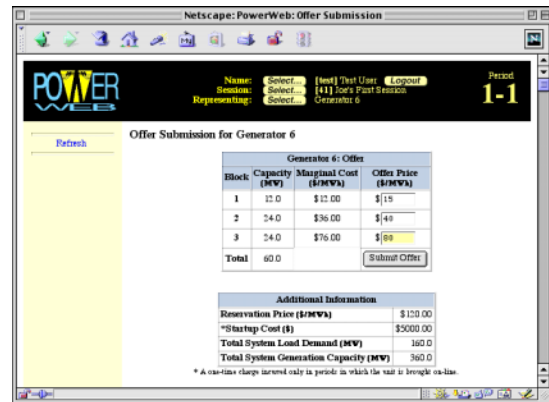 Netscape: PowerWeb: Offer Submission
POWER WEB
Name: Select... [test] Test User Logout
Session: Select... [41] Joe's First Session
Representing: Select... Generator 6
Period
1-1
Refresh
Offer Submission for Generator 6
Generator 6: Offer
Block Capacity (MW) Marginal Cost ($/MWh) Offer Price ($/MWh)
1 12.0 $12.00 $ 15
2 24.0 $36.00 $ 40
3 24.0 $76.00 $ 80
Total 60.0 Submit Offer
Additional Information
Reservation Price ($/MWh) $120.00
*Startup Cost ($) $5000.00
Total System Load Demand (MW) 160.0
Total System Generation Capacity (MW) 360.0
* A one-time charge incurred only in periods in which the unit is brought on-line.